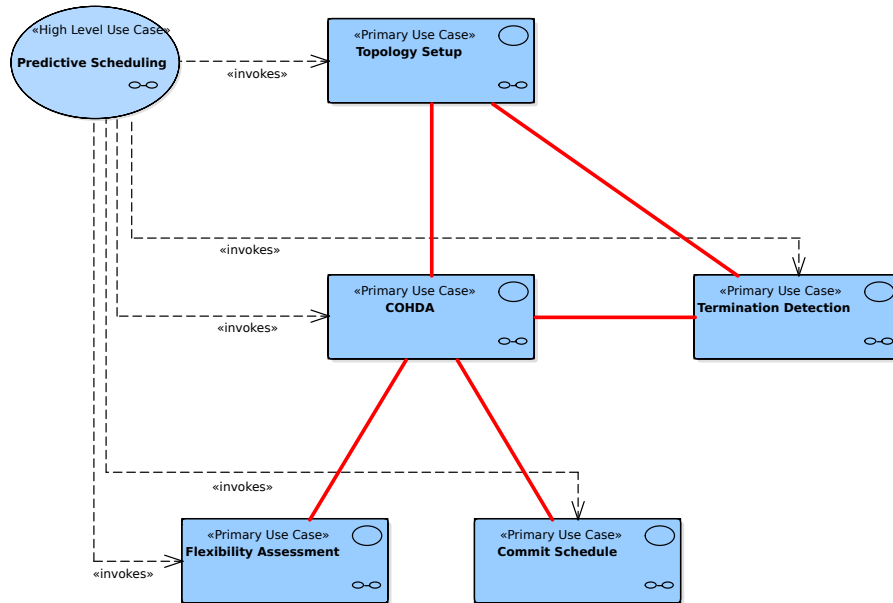 «High Level Use Case»
Predictive Scheduling
«invokes»
«Primary Use Case»
Topology Setup
«invokes»
«Primary Use Case»
COHDA
«Primary Use Case»
Termination Detection
«invokes»
«invokes»
«Primary Use Case»
Flexibility Assessment
«Primary Use Case»
Commit Schedule
«invokes»